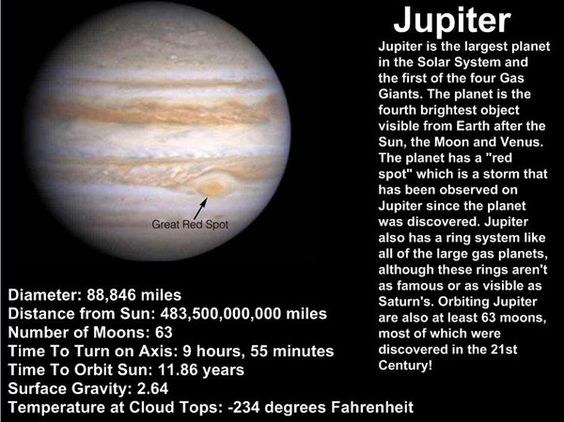 Jupiter
Jupiter is the largest planet
in the Solar System and
the first of the four Gas
Giants. The planet is the
fourth brightest object
visible from Earth after the
Sun, the Moon and Venus.
The planet has a "red
spot" which is a storm that
has been observed on
Jupiter since the planet
was discovered. Jupiter
also has a ring system like
all of the large gas planets,
although these rings aren't
as famous or as visible as
Saturn's. Orbiting Jupiter
are also at least 63 moons,
most of which were
discovered in the 21st
Century!
Great Red Spot
Diameter: 88,846 miles
Distance from Sun: 483,500,000,000 miles
Number of Moons: 63
Time To Turn on Axis: 9 hours, 55 minutes
Time To Orbit Sun: 11.86 years
Surface Gravity: 2.64
Temperature at Cloud Tops: -234 degrees Fahrenheit